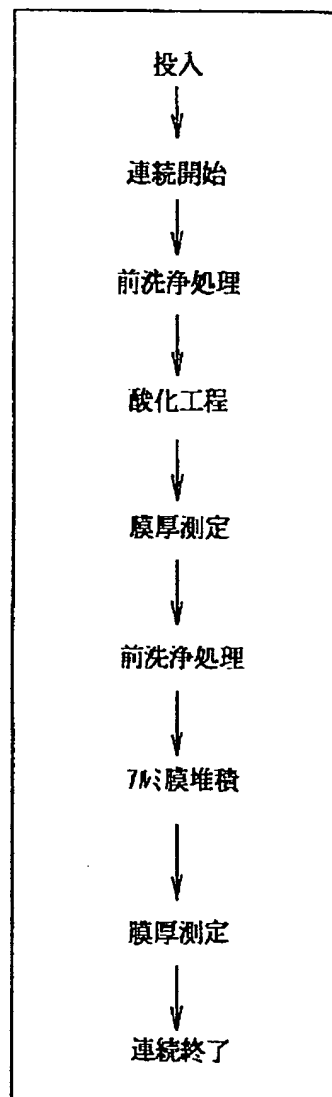 投入
連続開始
前洗浄処理
酸化工程
膜厚測定
前洗浄処理
ｱﾙﾐ膜堆積
膜厚測定
連続終了